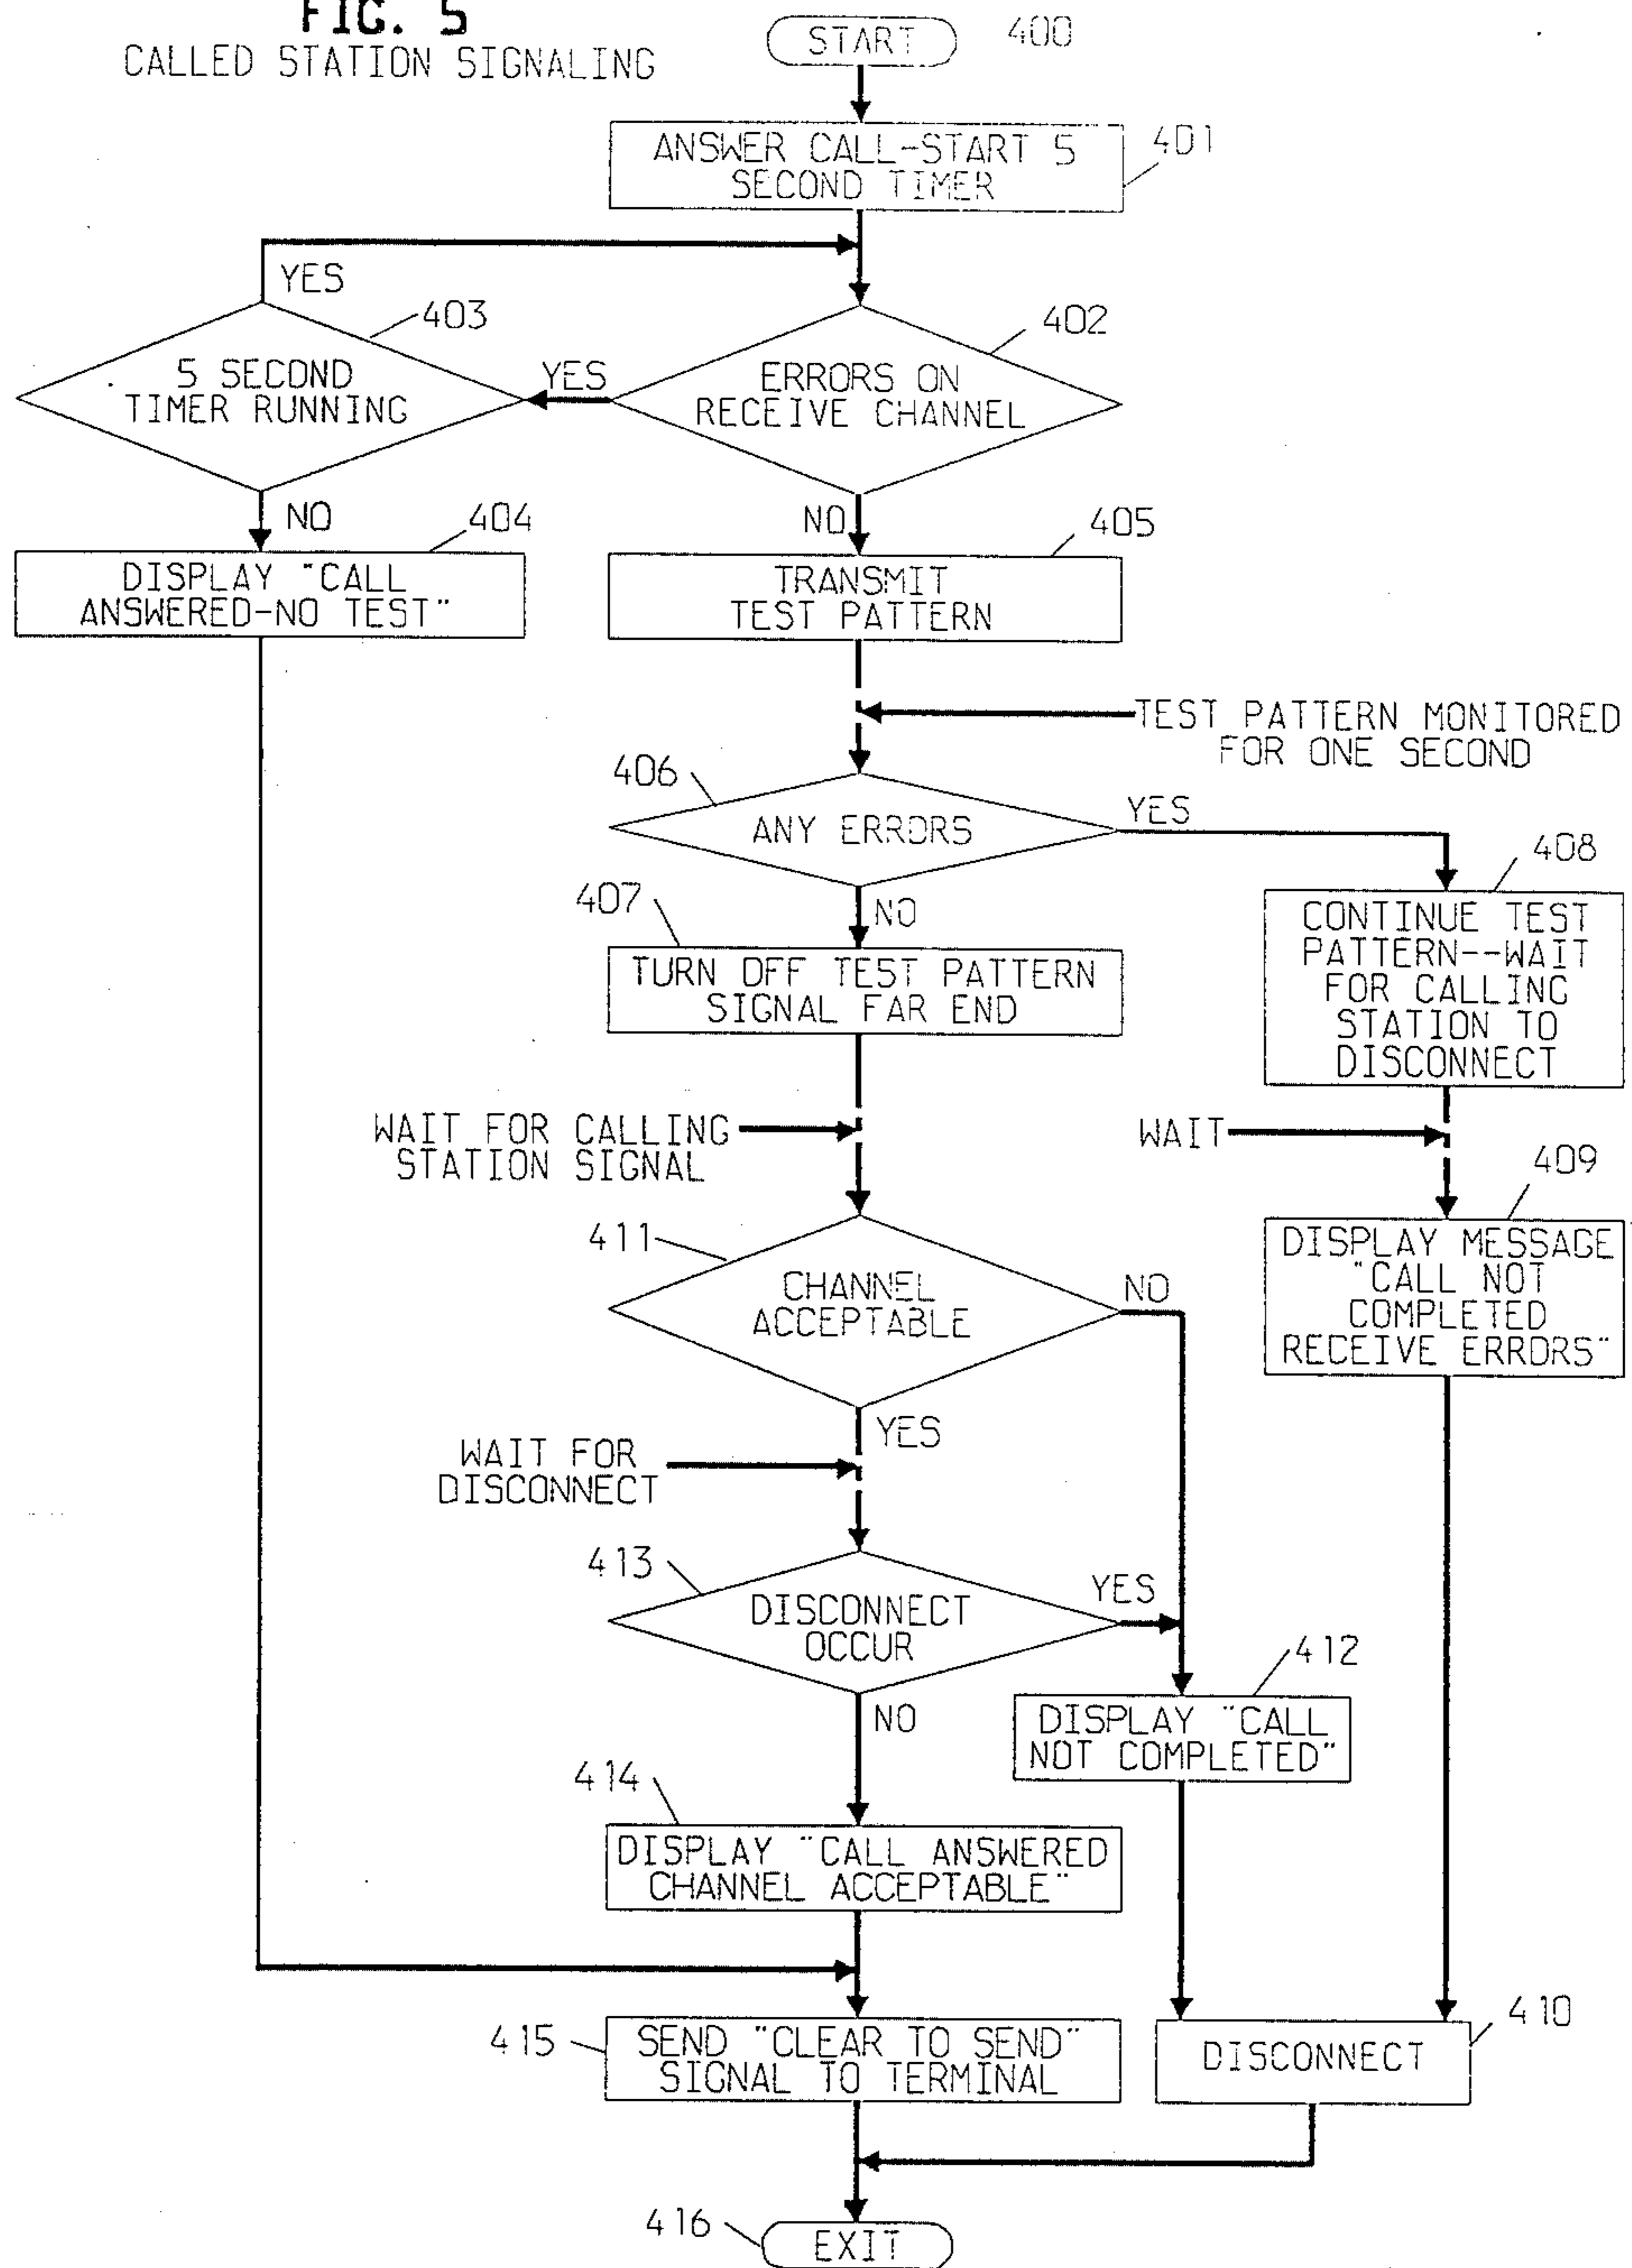 FIG. 5
CALLED STATION SIGNALING
START
400
ANSWER CALL-START 5
SECOND TIMER
401
YES
403
402
5 SECOND
TIMER RUNNING
YES
ERRORS ON
RECEIVE CHANNEL
NO
404
NO
405
DISPLAY "CALL
ANSWERED-NO TEST"
TRANSMIT
TEST PATTERN
TEST PATTERN MONITORED
FOR ONE SECOND
406
ANY ERRORS
YES
408
407
NO
CONTINUE TEST
PATTERN--WAIT
FOR CALLING
STATION TO
DISCONNECT
TURN OFF TEST PATTERN
SIGNAL FAR END
WAIT FOR CALLING
STATION SIGNAL
WAIT
409
411
CHANNEL
ACCEPTABLE
NO
DISPLAY MESSAGE
"CALL NOT
COMPLETED
RECEIVE ERRORS"
YES
WAIT FOR
DISCONNECT
413
DISCONNECT
OCCUR
YES
412
NO
DISPLAY "CALL
NOT COMPLETED"
414
DISPLAY "CALL ANSWERED
CHANNEL ACCEPTABLE"
415
SEND "CLEAR TO SEND"
SIGNAL TO TERMINAL
410
DISCONNECT
416
EXIT